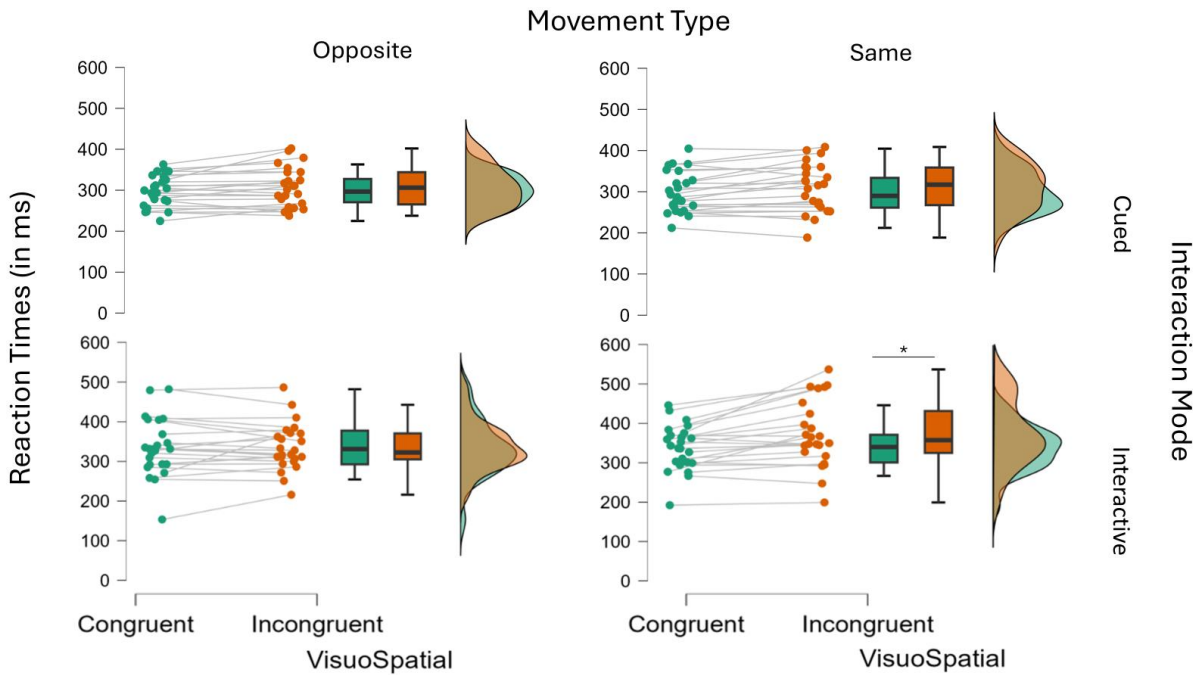 Movement Type
Opposite
Same
600
500
400
300
200
100
0
600
500
400
300
200
100
0
Cued
600
500
400
300
200
100
0
600
500
400
300
200
100
0
*
Interactive
Reaction Times (in ms)
Interaction Mode
Congruent Incongruent
VisuoSpatial
Congruent Incongruent
VisuoSpatial